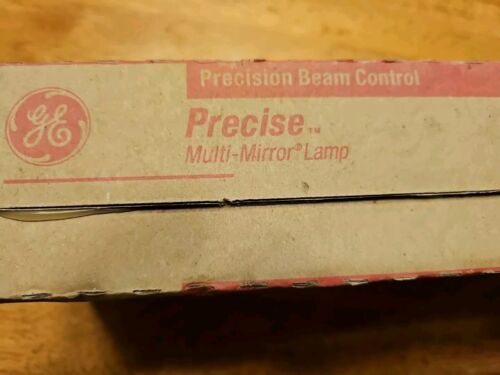 Precision Beam Control
GE
Precise™
Multi-Mirror® Lamp